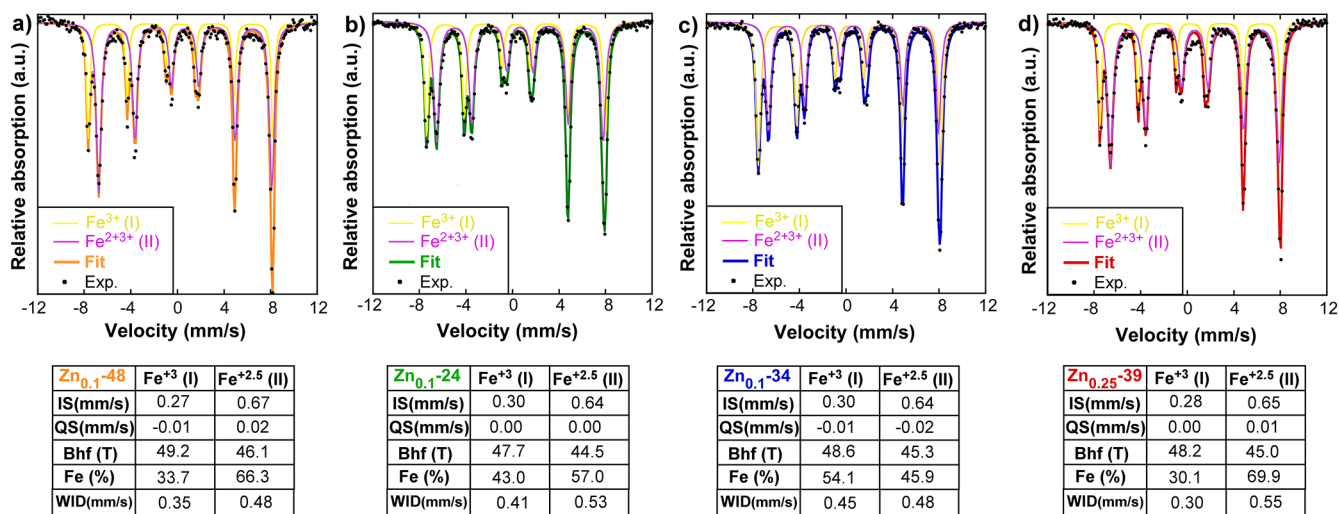 a)
Relative absorption (a.u.)
Fe3+ (I)
Fe2+3+ (II)
Fit
Exp.
-12 -8 -4 0 4 8 12
Velocity (mm/s)
b)
Relative absorption (a.u.)
Fe3+ (I)
Fe2+3+ (II)
Fit
Exp.
-12 -8 -4 0 4 8 12
Velocity (mm/s)
c)
Relative absorption (a.u.)
Fe3+ (I)
Fe2+3+ (II)
Fit
Exp.
-12 -8 -4 0 4 8 12
Velocity (mm/s)
d)
Relative absorption (a.u.)
Fe3+ (I)
Fe2+3+ (II)
Fit
Exp.
-12 -8 -4 0 4 8 12
Velocity (mm/s)
Zn0.1-48 Fe+3 (I) Fe+2.5 (II)
IS(mm/s) 0.27 0.67
QS(mm/s) -0.01 0.02
Bhf (T) 49.2 46.1
Fe (%) 33.7 66.3
WID(mm/s) 0.35 0.48
Zn0.1-24 Fe+3 (I) Fe+2.5 (II)
IS(mm/s) 0.30 0.64
QS(mm/s) 0.00 0.00
Bhf (T) 47.7 44.5
Fe (%) 43.0 57.0
WID(mm/s) 0.41 0.53
Zn0.1-34 Fe+3 (I) Fe+2.5 (II)
IS(mm/s) 0.30 0.64
QS(mm/s) -0.01 -0.02
Bhf (T) 48.6 45.3
Fe (%) 54.1 45.9
WID(mm/s) 0.45 0.48
Zn0.25-39 Fe+3 (I) Fe+2.5 (II)
IS(mm/s) 0.28 0.65
QS(mm/s) 0.00 0.01
Bhf (T) 48.2 45.0
Fe (%) 30.1 69.9
WID(mm/s) 0.30 0.55